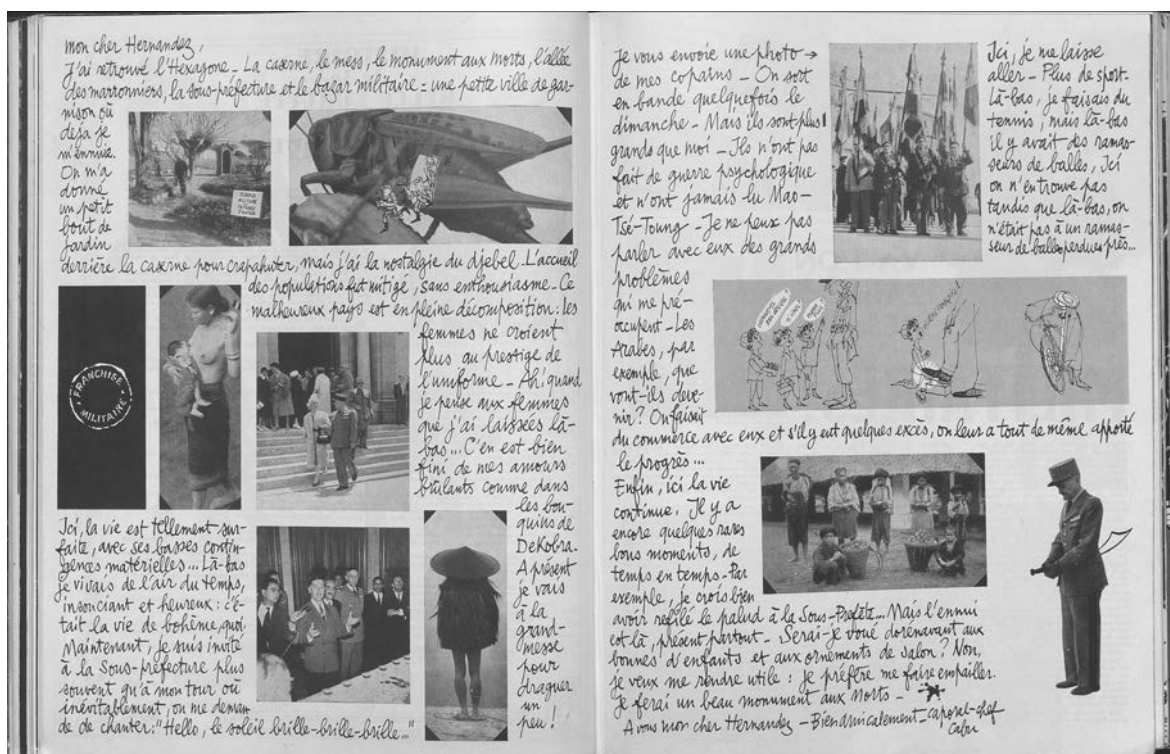 mon cher Hernandez,
J'ai retrouvé l'Hexagone - La caserne, le mess, le monument aux morts, l'allée
des marronniers, la sous-préfecture et le bazar militaire = une petite ville de gar-
nison où
déjà je
m'ennuie.
On m'a
donné
un petit
bout de
jardin
derrière la caserne pour crapahuter, mais j'ai la nostalgie du djebel. L'accueil
des populations fut mitigé, sans enthousiasme - Ce
malheureux pays est en pleine décomposition : les
femmes ne croient
plus au prestige de
l'uniforme - Ah! quand
je pense aux femmes
que j'ai laissées là-
bas... C'en est bien
fini de mes amours
brûlants comme dans
les bou-
quins de
DeKobra.
A présent
je vais
à la
grand-
messe
pour
draguer
un
peu !
FRANCHISE
MILITAIRE
Ici, la vie est tellement sur-
faite, avec ses basses contin-
gences matérielles... Là-bas
je vivais de l'air du temps,
insouciant et heureux : c'é-
tait la vie de bohème, quoi.
Maintenant, je suis invité
à la Sous-préfecture plus
souvent qu'à mon tour où
inévitablement, on me deman-
de de chanter : "Hello, le soleil brille-brille-brille..."
Je vous envoie une photo →
de mes copains - On sort
en bande quelquefois le
dimanche - Mais ils sont plus
grands que moi - Ils n'ont pas
fait de guerre psychologique
et n'ont jamais lu Mao-
Tsé-Toung - Je ne peux pas
parler avec eux des grands
problèmes
qui me pré-
occupent - Les
Arabes, par
exemple, que
vont-ils deve-
nir? On faisait
du commerce avec eux et s'il y eut quelques excès, on leur a tout de même apporté
le progrès...
Enfin, ici la vie
continue. Il y a
encore quelques rares
bons moments, de
temps en temps - Par
exemple, je crois bien
avoir refilé le palud à la Sous-Préfète... Mais l'ennui
est là, présent partout - Serai-je voué dorénavant aux
bonnes d'enfants et aux ornements de salon ? Non,
je veux me rendre utile : je préfère me faire empailler.
Je ferai un beau monument aux morts -
A vous mon cher Hernandez - Bien amicalement - caporal-chef
Cabu
Ici, je me laisse
aller - Plus de sport -
Là-bas, je faisais du
tennis, mais là-bas
il y avait des ramas-
seurs de balles, Ici
on n'en trouve pas
tandis que là-bas, on
n'était pas à un ramas-
seur de balles perdues près...